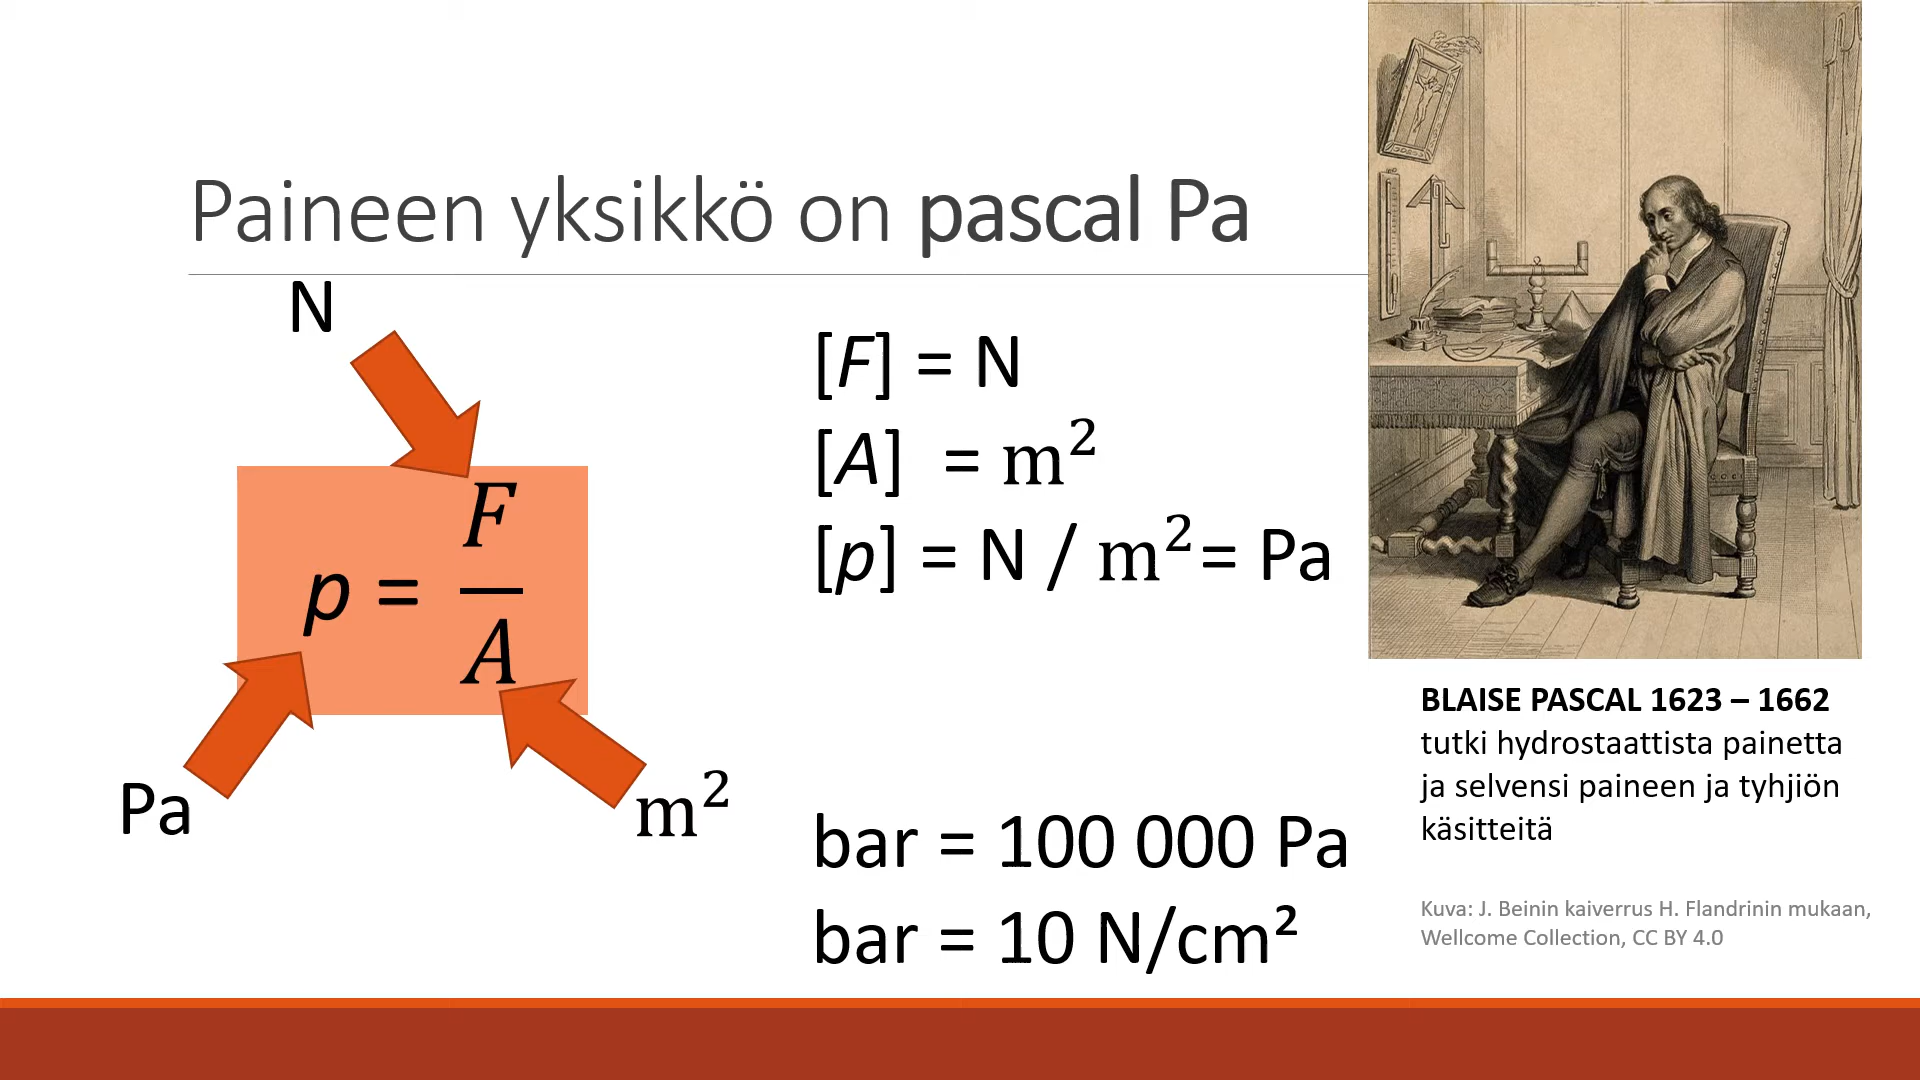 Paineen yksikkö on pascal Pa
N
p = F/A
Pa
m²
[F] = N
[A] = m²
[p] = N / m² = Pa
bar = 100 000 Pa
bar = 10 N/cm²
BLAISE PASCAL 1623 – 1662
tutki hydrostaattista painetta
ja selvensi paineen ja tyhjiön
käsitteitä
Kuva: J. Beinin kaiverrus H. Flandrinin mukaan,
Wellcome Collection, CC BY 4.0